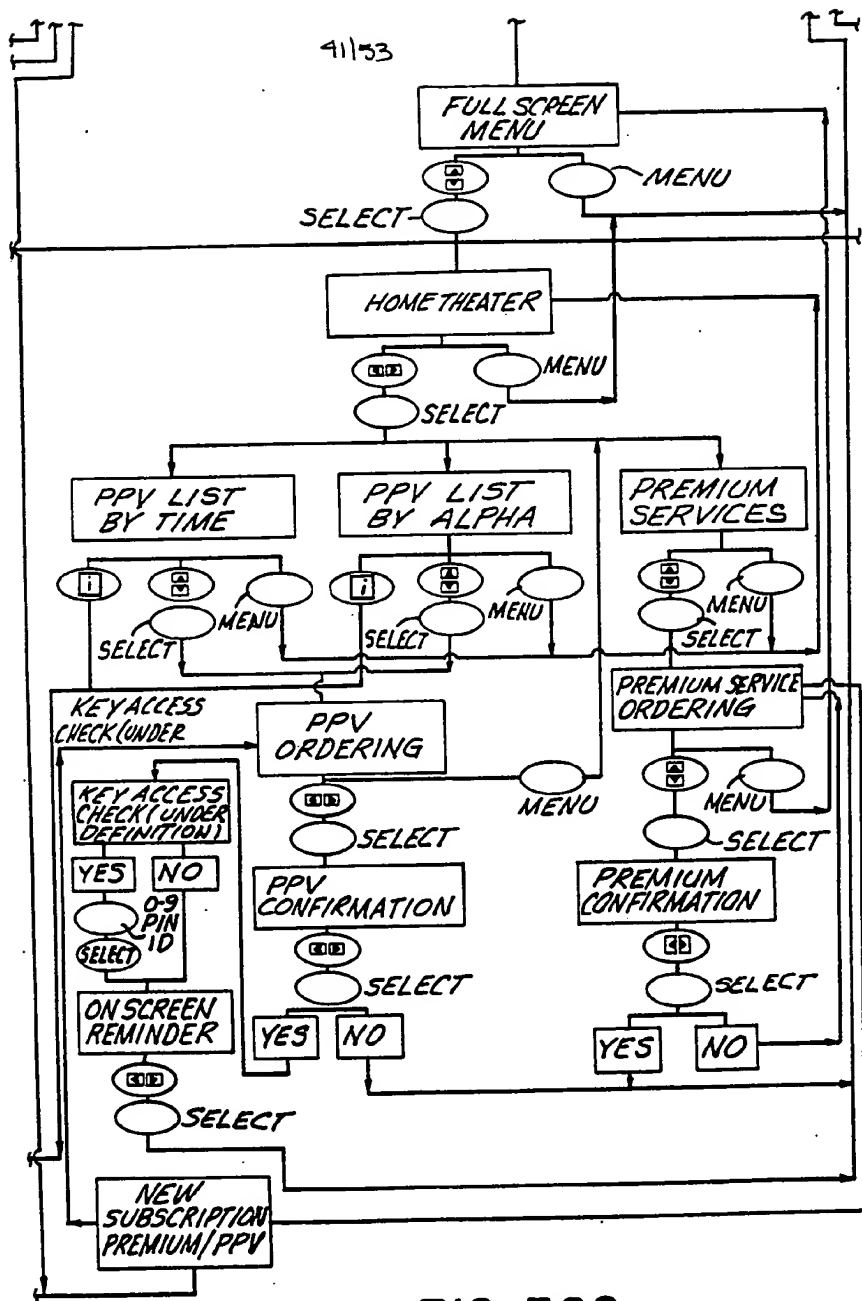 41/53
FULL SCREEN
MENU
MENU
SELECT
HOME THEATER
MENU
SELECT
PPV LIST
BY TIME
PPV LIST
BY ALPHA
PREMIUM
SERVICES
i
i
SELECT
MENU
SELECT
MENU
MENU
SELECT
KEY ACCESS
CHECK (UNDER
PPV
ORDERING
PREMIUM SERVICE
ORDERING
KEY ACCESS
CHECK (UNDER
DEFINITION)
MENU
MENU
SELECT
SELECT
YES
NO
0-9
PIN
ID
SELECT
PPV
CONFIRMATION
PREMIUM
CONFIRMATION
ON SCREEN
REMINDER
SELECT
SELECT
YES
NO
YES
NO
SELECT
NEW
SUBSCRIPTION
PREMIUM/PPV